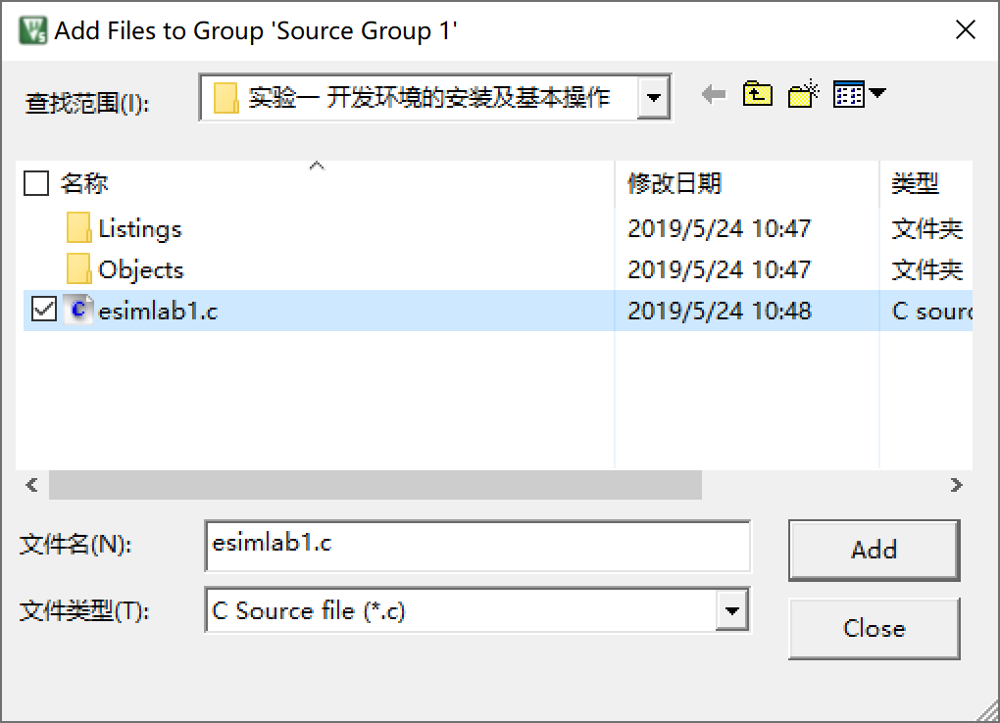 Add Files to Group 'Source Group 1'
查找范围(I):
实验一 开发环境的安装及基本操作
名称 修改日期 类型
Listings 2019/5/24 10:47 文件夹
Objects 2019/5/24 10:47 文件夹
esimlab1.c 2019/5/24 10:48 C sourc
文件名(N): esimlab1.c Add
文件类型(T): C Source file (*.c)
Close